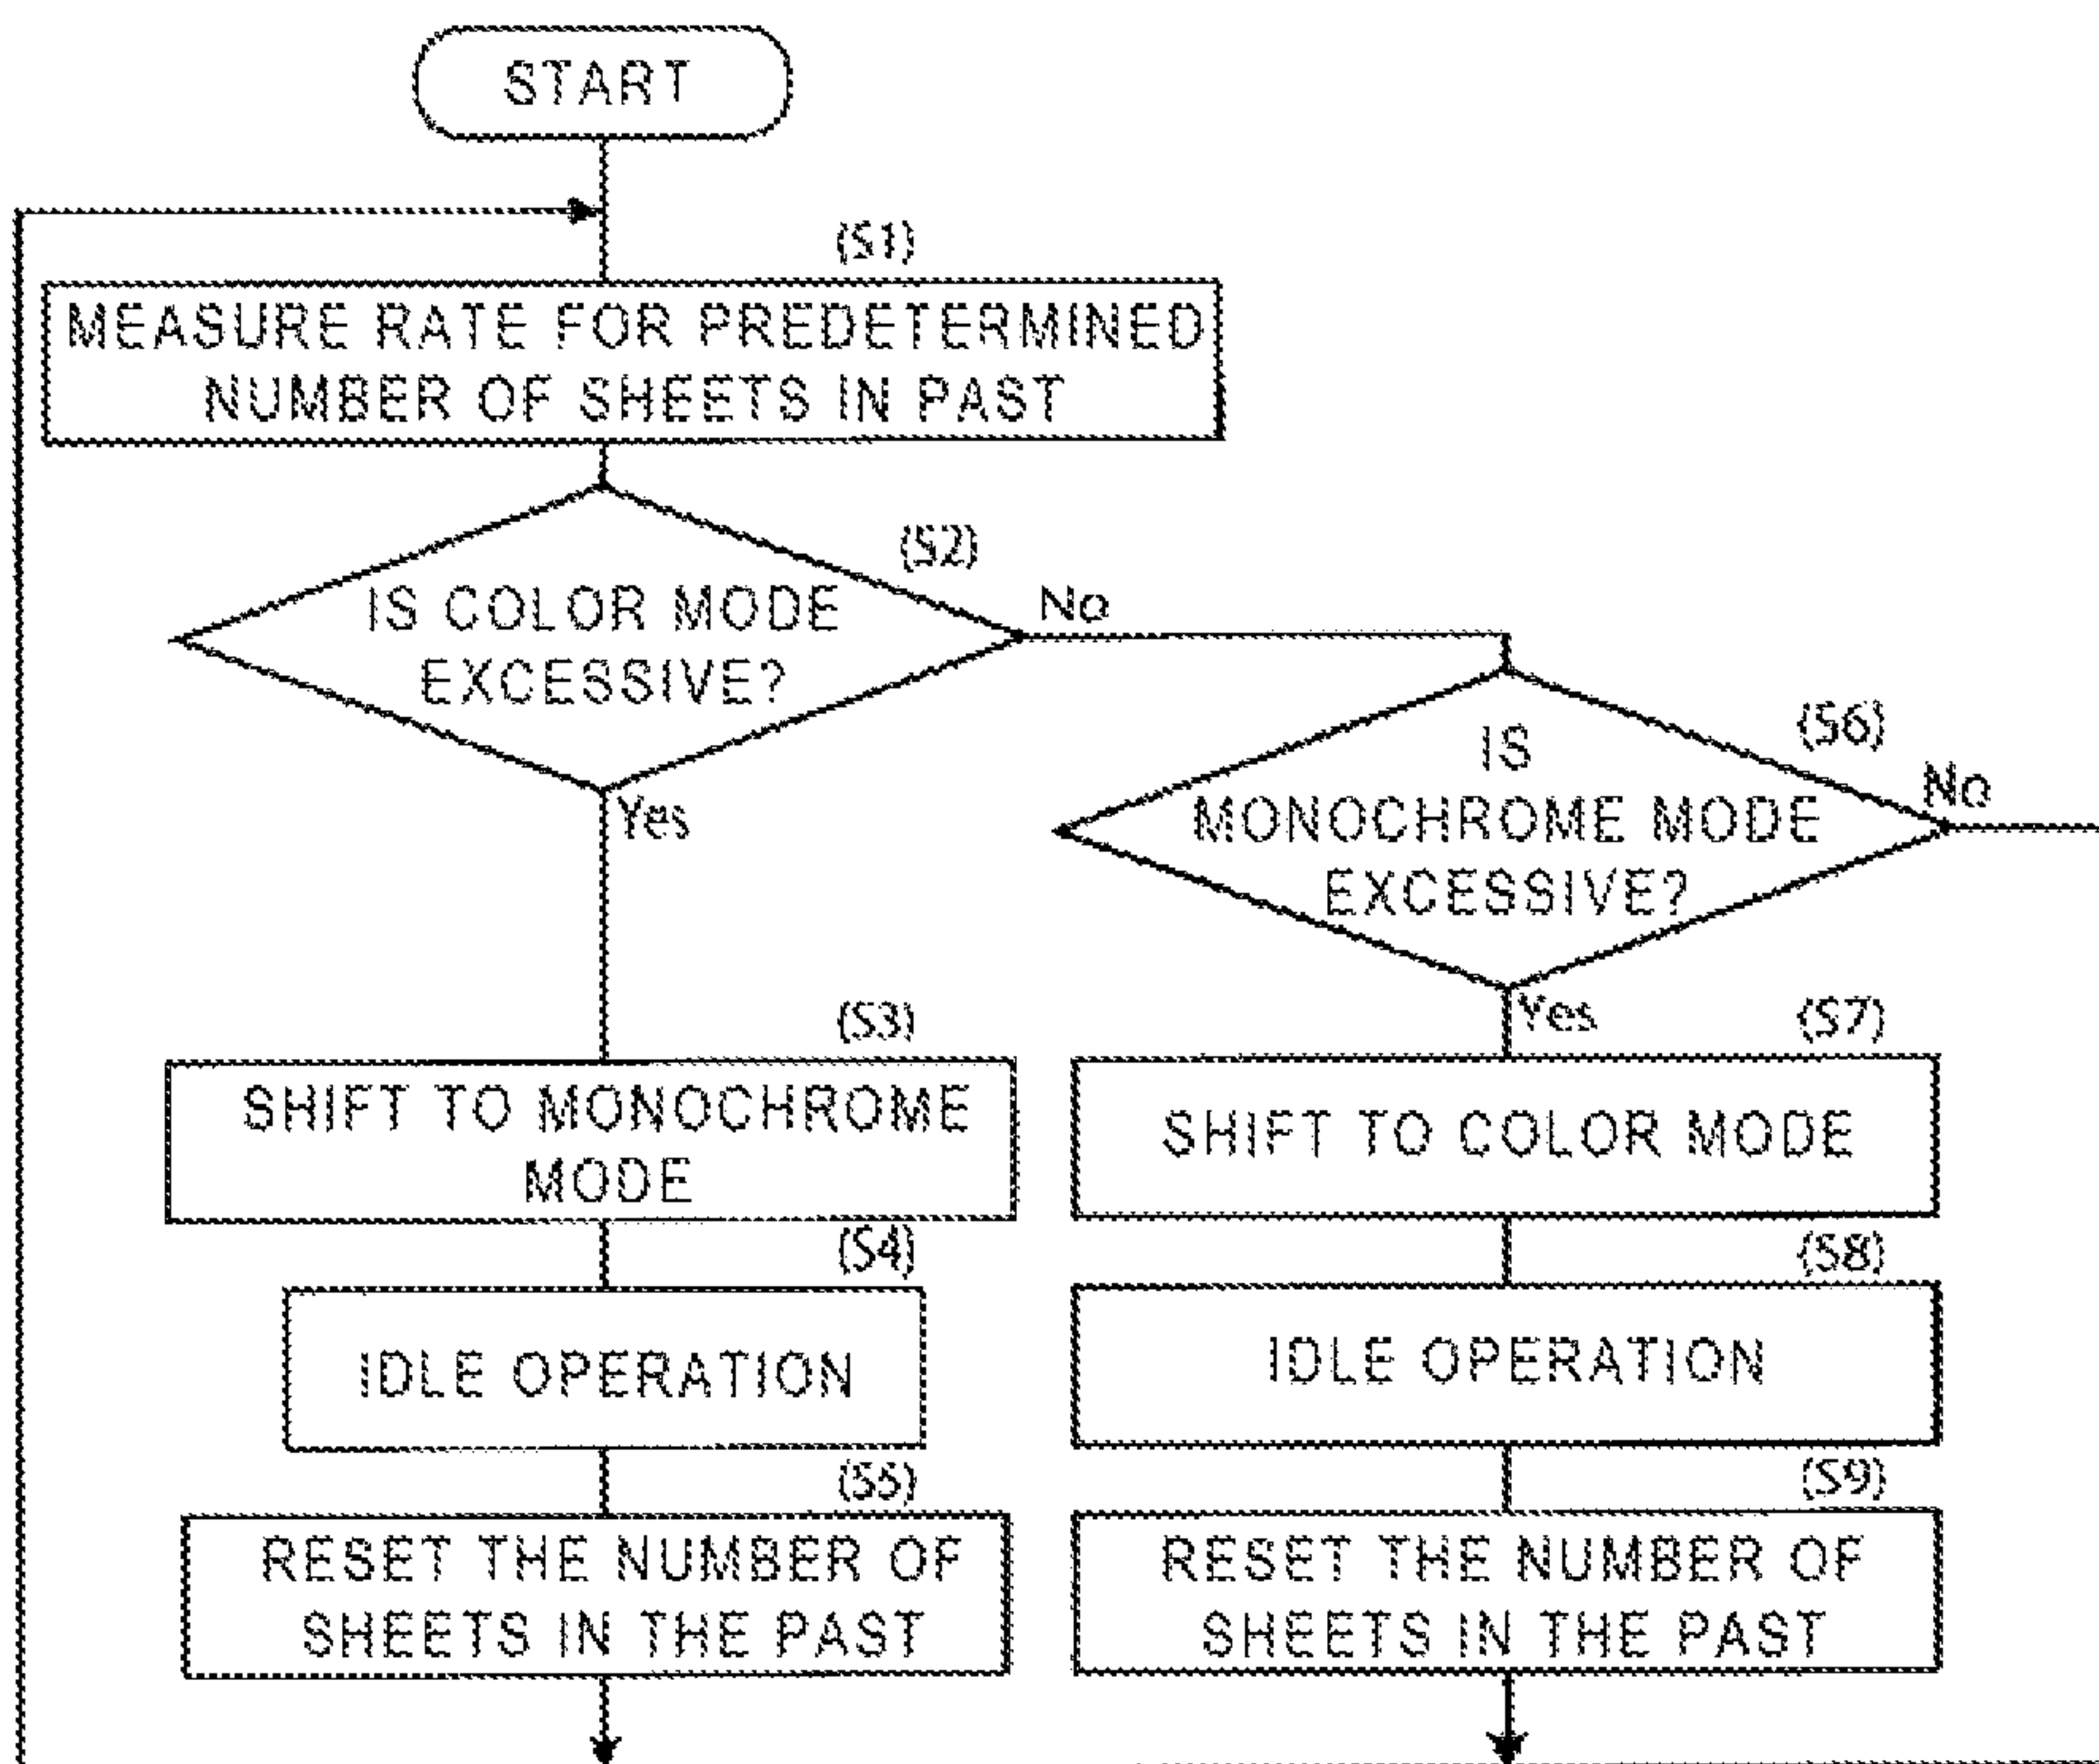 START
(S1)
MEASURE RATE FOR PREDETERMINED
NUMBER OF SHEETS IN PAST
(S2)
IS COLOR MODE
EXCESSIVE?
No
Yes
(S6)
IS
MONOCHROME MODE
EXCESSIVE?
No
Yes
(S3)
SHIFT TO MONOCHROME
MODE
(S4)
IDLE OPERATION
(S5)
RESET THE NUMBER OF
SHEETS IN THE PAST
(S7)
SHIFT TO COLOR MODE
(S8)
IDLE OPERATION
(S9)
RESET THE NUMBER OF
SHEETS IN THE PAST